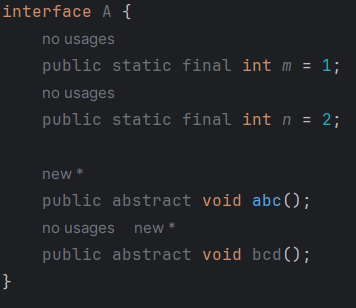 interface A {
no usages
public static final int m = 1;
no usages
public static final int n = 2;
new *
public abstract void abc();
no usages new *
public abstract void bcd();
}